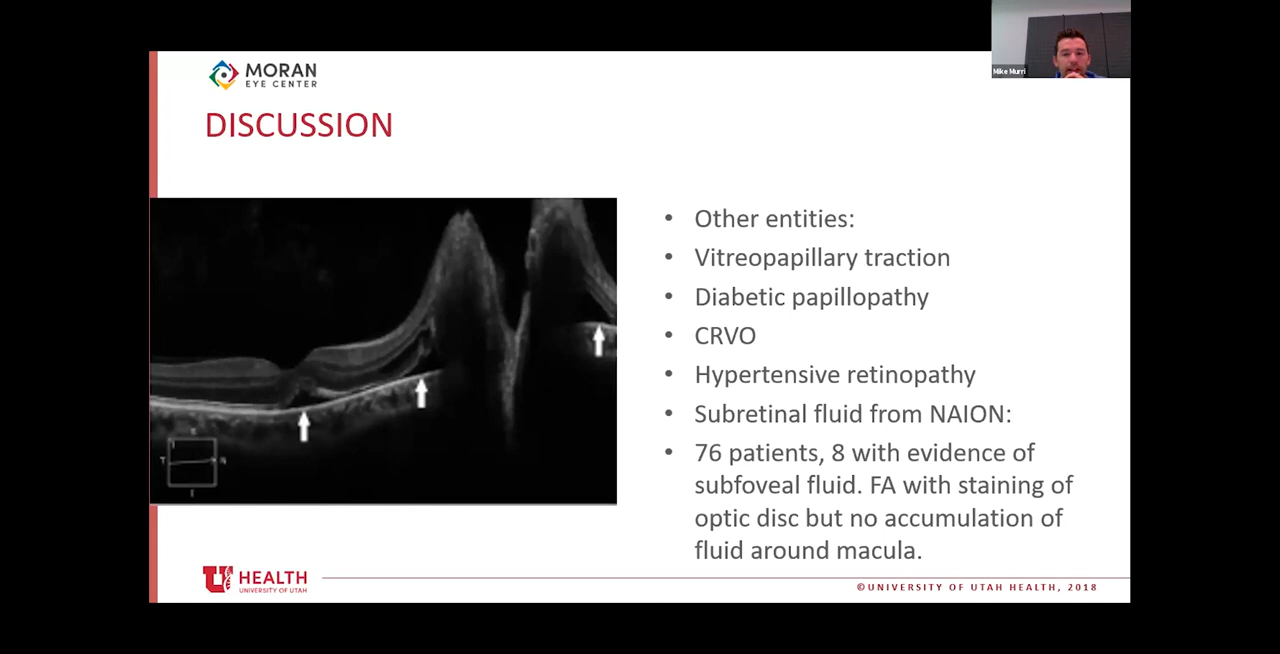 Mike Murri
MORAN
EYE CENTER
DISCUSSION
• Other entities:
• Vitreopapillary traction
• Diabetic papillopathy
• CRVO
• Hypertensive retinopathy
• Subretinal fluid from NAION:
• 76 patients, 8 with evidence of
subfoveal fluid. FA with staining of
optic disc but no accumulation of
fluid around macula.
T N
I
U HEALTH
UNIVERSITY OF UTAH
©UNIVERSITY OF UTAH HEALTH, 2018